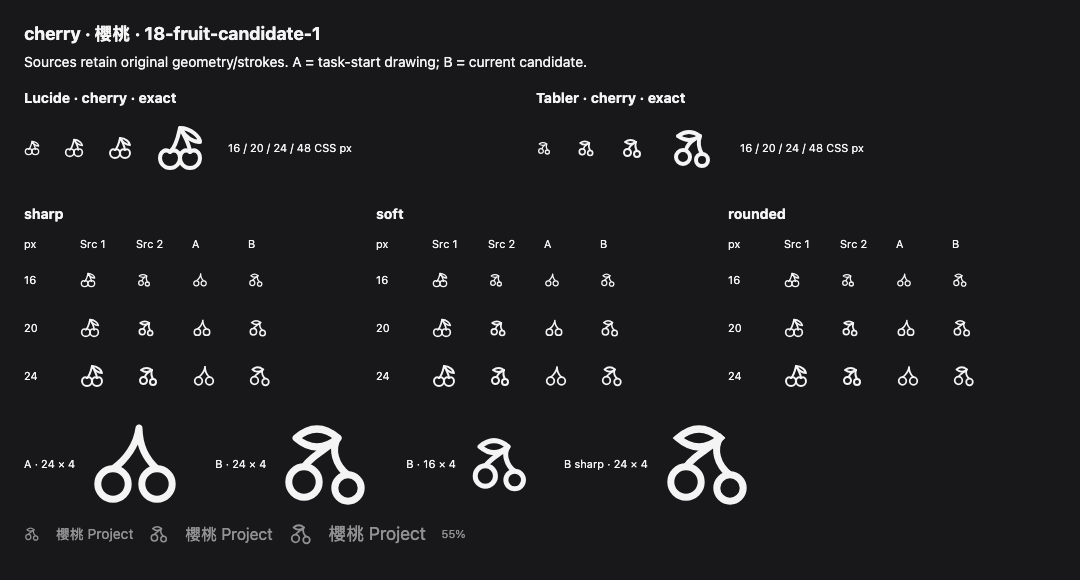 cherry · 櫻桃 · 18-fruit-candidate-1
Sources retain original geometry/strokes. A = task-start drawing; B = current candidate.
Lucide · cherry · exact
Tabler · cherry · exact
16 / 20 / 24 / 48 CSS px
16 / 20 / 24 / 48 CSS px
sharp
soft
rounded
px Src 1 Src 2 A B
px Src 1 Src 2 A B
px Src 1 Src 2 A B
16
16
16
20
20
20
24
24
24
A · 24 × 4
B · 24 × 4
B · 16 × 4
B sharp · 24 × 4
櫻桃 Project
櫻桃 Project
櫻桃 Project
55%